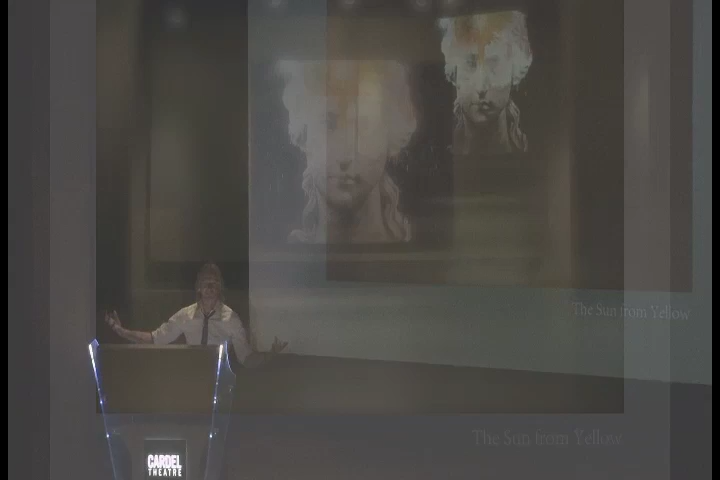 The Sun from Yellow
The Sun from Yellow
CARDEL
THEATRE